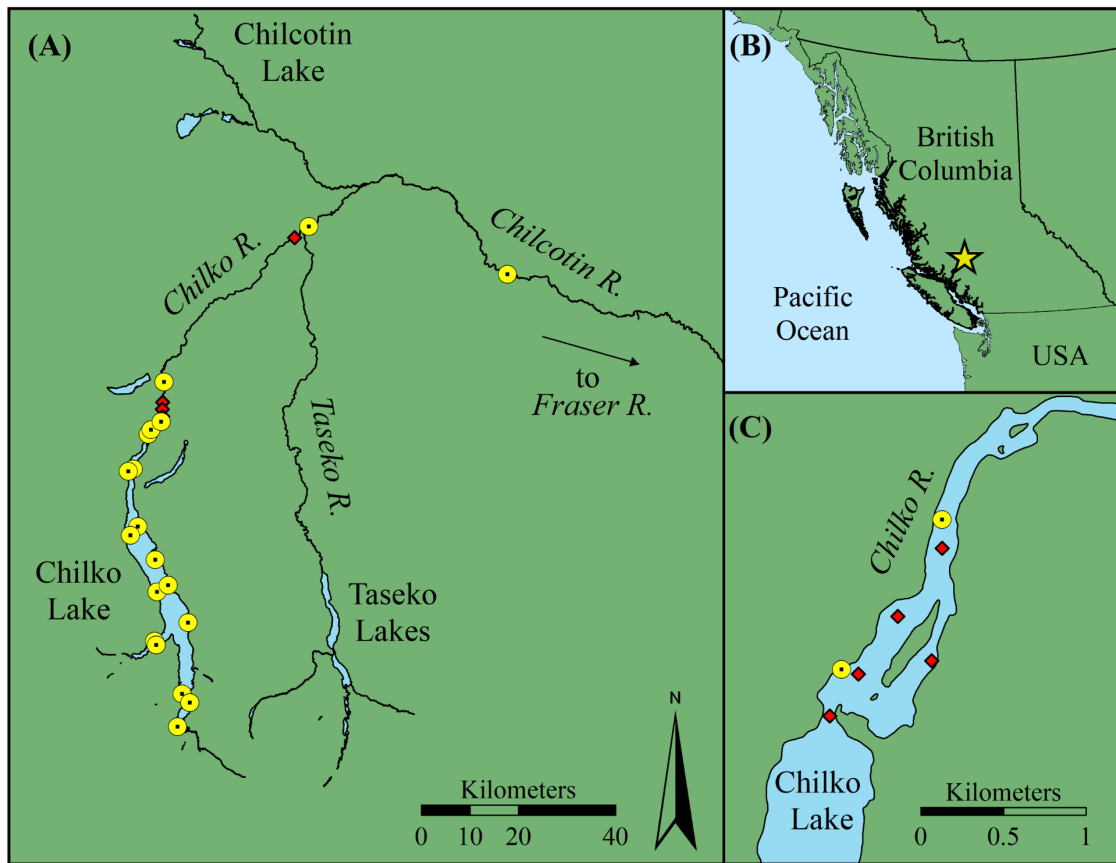 (A)
Chilcotin
Lake
Chilko R.
Chilcotin R.
to
Fraser R.
Taseko R.
Chilko
Lake
Taseko
Lakes
N
Kilometers
0 10 20 40
(B)
British
Columbia
Pacific
Ocean
USA
(C)
Chilko R.
Chilko
Lake
Kilometers
0 0.5 1